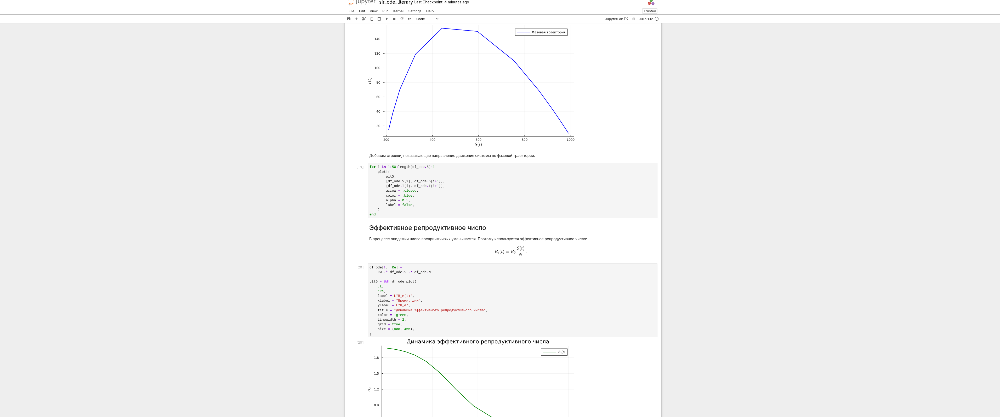 jupyter sir_ode_literary Last Checkpoint: 4 minutes ago
File Edit View Run Kernel Settings Help Trusted
Code JupyterLab Julia 1.12
Фазовая траектория
140
120
100
80
60
40
20
I(t)
200 400 600 800 1000
S(t)
Добавим стрелки, показывающие направление движения системы по фазовой траектории.
[19]:
for i in 1:50:length(df_ode.S)-1
    plot!(
        plt5,
        [df_ode.S[i], df_ode.S[i+1]],
        [df_ode.I[i], df_ode.I[i+1]],
        arrow = :closed,
        color = :blue,
        alpha = 0.5,
        label = false,
    )
end
Эффективное репродуктивное число
В процессе эпидемии число восприимчивых уменьшается. Поэтому используется эффективное репродуктивное число:
R_e(t) = R_0 S(t)/N.
[20]:
df_ode[!, :Re] =
    R0 .* df_ode.S ./ df_ode.N
plt6 = @df df_ode plot(
    :t,
    :Re,
    label = L"R_e(t)",
    xlabel = "Время, дни",
    ylabel = L"R_e",
    title = "Динамика эффективного репродуктивного числа",
    color = :green,
    linewidth = 2,
    grid = true,
    size = (800, 400),
)
[20]:
Динамика эффективного репродуктивного числа
R_e(t)
1.8
1.5
1.2
0.9
R_e